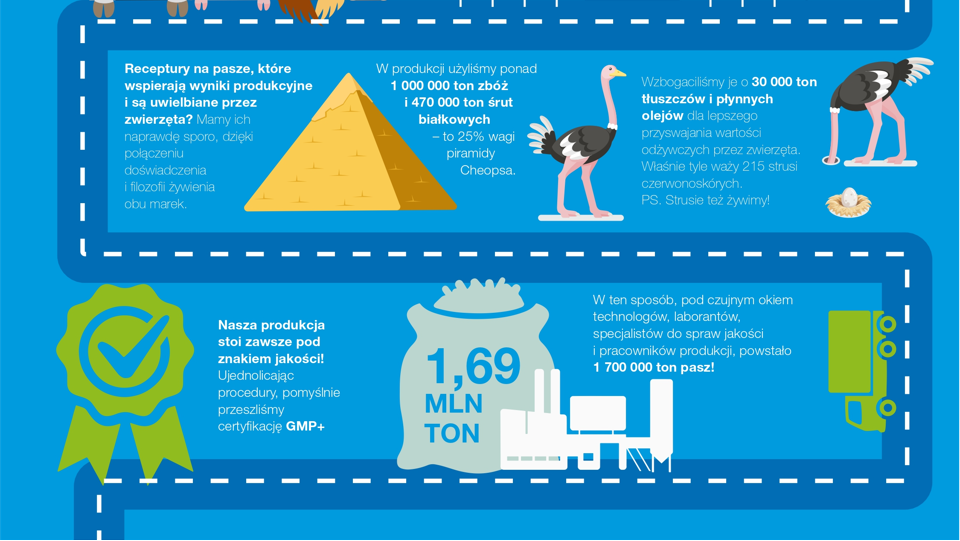 Receptury na pasze, które
wspierają wyniki produkcyjne
i są uwielbiane przez
zwierzęta? Mamy ich
naprawdę sporo, dzięki
połączeniu
doświadczenia
i filozofii żywienia
obu marek.
W produkcji użyliśmy ponad
1 000 000 ton zbóż
i 470 000 ton śrut
białkowych
– to 25% wagi
piramidy
Cheopsa.
Wzbogaciliśmy je o 30 000 ton
tłuszczów i płynnych
olejów dla lepszego
przyswajania wartości
odżywczych przez zwierzęta.
Właśnie tyle waży 215 strusi
czerwonoskórych.
PS. Strusie też żywimy!
Nasza produkcja
stoi zawsze pod
znakiem jakości!
Ujednolicając
procedury, pomyślnie
przeszliśmy
certyfikację GMP+
1,69
MLN
TON
W ten sposób, pod czujnym okiem
technologów, laborantów,
specjalistów do spraw jakości
i pracowników produkcji, powstało
1 700 000 ton pasz!